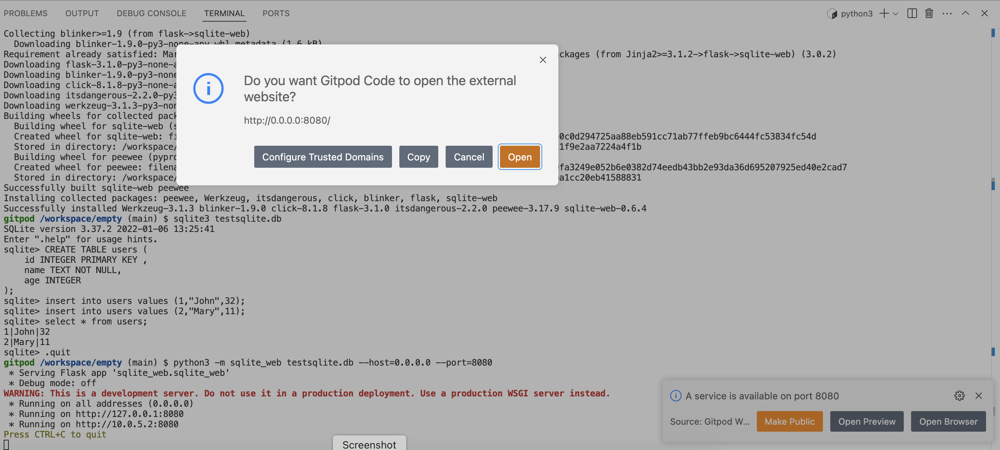 PROBLEMS OUTPUT DEBUG CONSOLE TERMINAL PORTS python3
Collecting blinker>=1.9 (from flask->sqlite-web)
  Downloading blinker-1.9.0-py3-none-any.whl.metadata (1.6 kB)
Requirement already satisfied: Mar ckages (from Jinja2>=3.1.2->flask->sqlite-web) (3.0.2)
Downloading flask-3.1.0-py3-none-a
Downloading blinker-1.9.0-py3-none
Downloading click-8.1.8-py3-none-a
Downloading itsdangerous-2.2.0-py3
Downloading werkzeug-3.1.3-py3-nor
Building wheels for collected pack
  Building wheel for sqlite-web (s
  Created wheel for sqlite-web: fi 0c0d294725aa88eb591cc71ab77ffeb9bc6444fc53834fc54d
  Stored in directory: /workspace/ 1f9e2aa7224a4f1b
  Building wheel for peewee (pypro
  Created wheel for peewee: filena fa3249e052b6e0382d74eedb43bb2e93da36d695207925ed40e2cad7
  Stored in directory: /workspace/ a1cc20eb41588831
Successfully built sqlite-web peewee
Installing collected packages: peewee, Werkzeug, itsdangerous, click, blinker, flask, sqlite-web
Successfully installed Werkzeug-3.1.3 blinker-1.9.0 click-8.1.8 flask-3.1.0 itsdangerous-2.2.0 peewee-3.17.9 sqlite-web-0.6.4
gitpod /workspace/empty (main) $ sqlite3 testsqlite.db
SQLite version 3.37.2 2022-01-06 13:25:41
Enter ".help" for usage hints.
sqlite> CREATE TABLE users (
    id INTEGER PRIMARY KEY ,
    name TEXT NOT NULL,
    age INTEGER
);
sqlite> insert into users values (1,"John",32);
sqlite> insert into users values (2,"Mary",11);
sqlite> select * from users;
1|John|32
2|Mary|11
sqlite> .quit
gitpod /workspace/empty (main) $ python3 -m sqlite_web testsqlite.db --host=0.0.0.0 --port=8080
 * Serving Flask app 'sqlite_web.sqlite_web'
 * Debug mode: off
WARNING: This is a development server. Do not use it in a production deployment. Use a production WSGI server instead.
 * Running on all addresses (0.0.0.0)
 * Running on http://127.0.0.1:8080
 * Running on http://10.0.5.2:8080
Press CTRL+C to quit
Do you want Gitpod Code to open the external
website?
http://0.0.0.0:8080/
Configure Trusted Domains Copy Cancel Open
A service is available on port 8080
Source: Gitpod W... Make Public Open Preview Open Browser
Screenshot